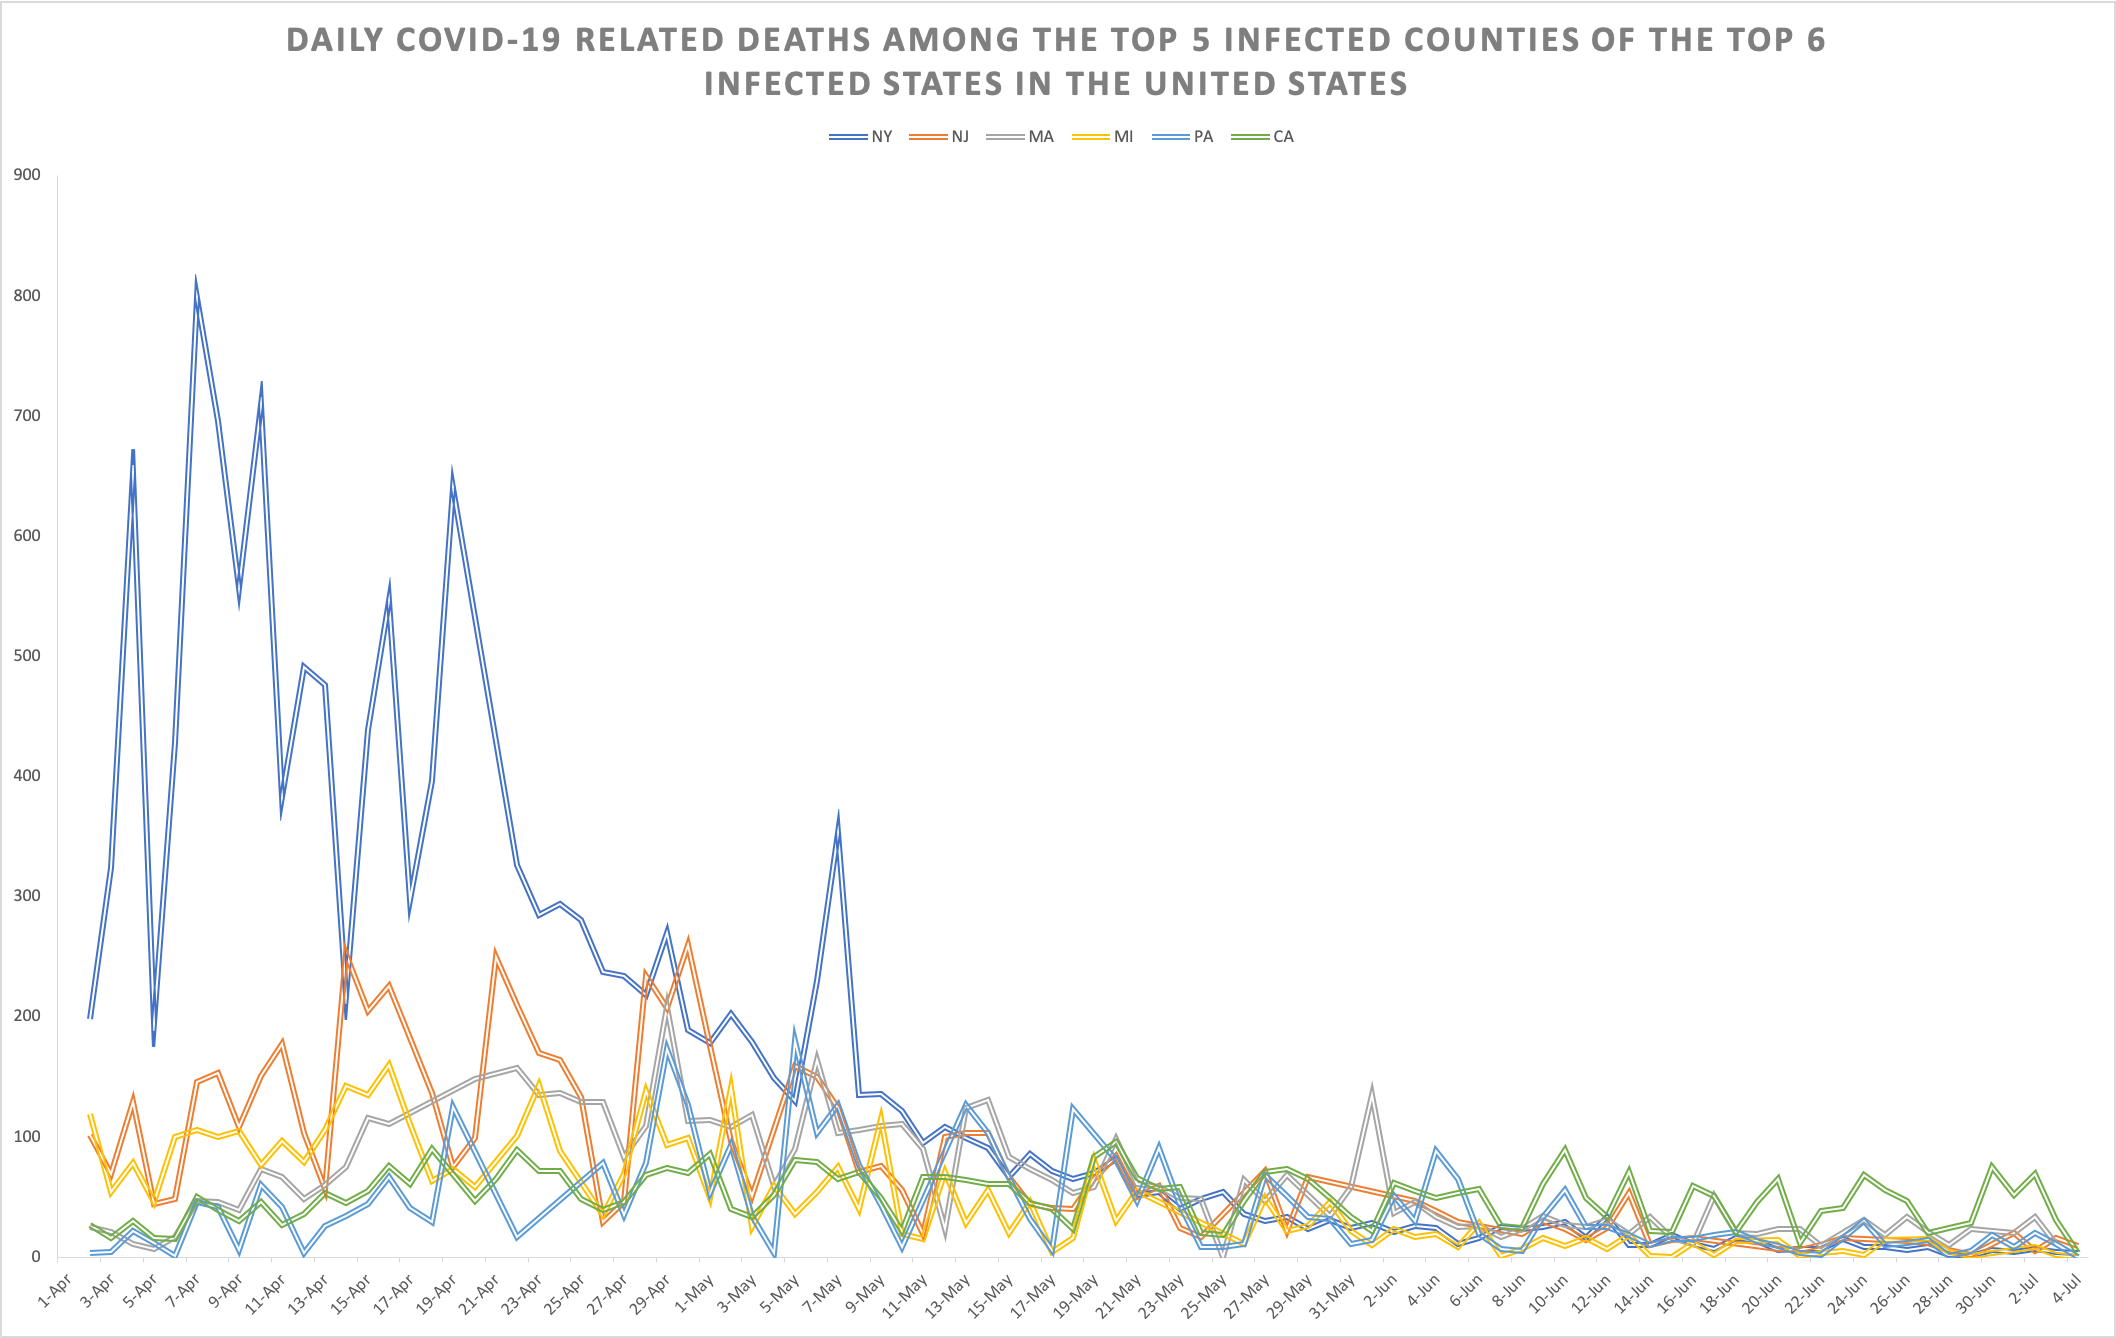 DAILY COVID-19 RELATED DEATHS AMONG THE TOP 5 INFECTED COUNTIES OF THE TOP 6
INFECTED STATES IN THE UNITED STATES
NY NJ MA MI PA CA
900
800
700
600
500
400
300
200
100
0
1-Apr 3-Apr 5-Apr 7-Apr 9-Apr 11-Apr 13-Apr 15-Apr 17-Apr 19-Apr 21-Apr 23-Apr 25-Apr 27-Apr 29-Apr 1-May 3-May 5-May 7-May 9-May 11-May 13-May 15-May 17-May 19-May 21-May 23-May 25-May 27-May 29-May 31-May 2-Jun 4-Jun 6-Jun 8-Jun 10-Jun 12-Jun 14-Jun 16-Jun 18-Jun 20-Jun 22-Jun 24-Jun 26-Jun 28-Jun 30-Jun 2-Jul 4-Jul